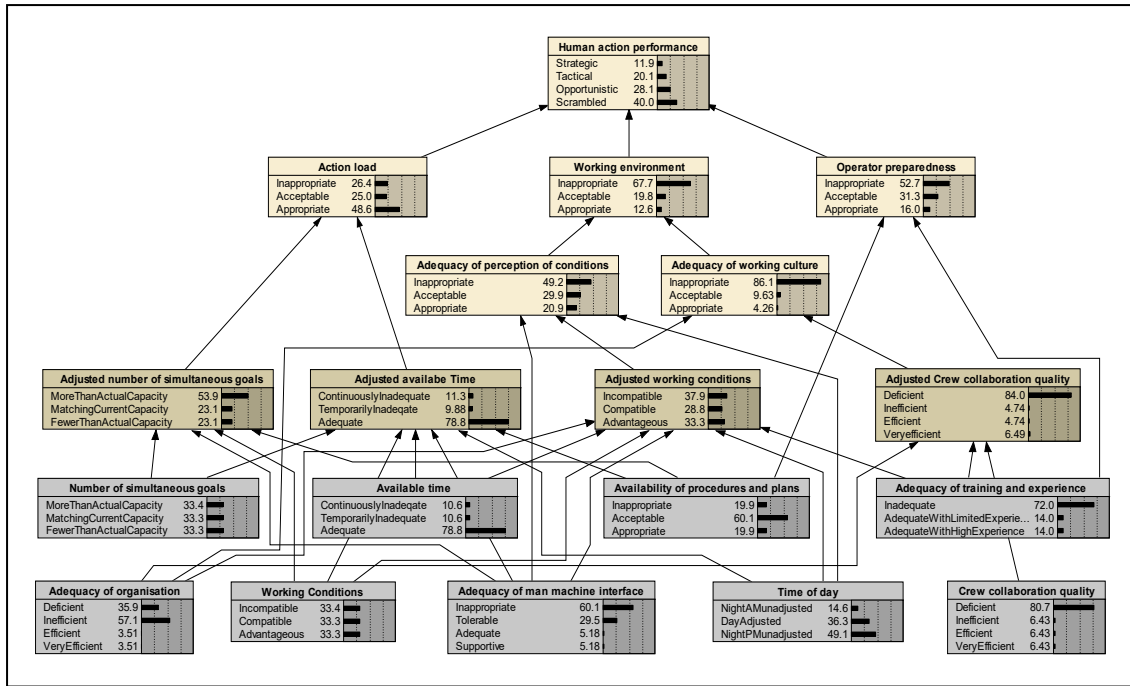 Human action performance
Strategic 11.9
Tactical 20.1
Opportunistic 28.1
Scrambled 40.0
Action load
Inappropriate 26.4
Acceptable 25.0
Appropriate 48.6
Working environment
Inappropriate 67.7
Acceptable 19.8
Appropriate 12.6
Operator preparedness
Inappropriate 52.7
Acceptable 31.3
Appropriate 16.0
Adequacy of perception of conditions
Inappropriate 49.2
Acceptable 29.9
Appropriate 20.9
Adequacy of working culture
Inappropriate 86.1
Acceptable 9.63
Appropriate 4.26
Adjusted number of simultaneous goals
MoreThanActualCapacity 53.9
MatchingCurrentCapacity 23.1
FewerThanActualCapacity 23.1
Adjusted availabe Time
ContinuouslyInadequate 11.3
TemporarilyInadeqate 9.88
Adequate 78.8
Adjusted working conditions
Incompatible 37.9
Compatible 28.8
Advantageous 33.3
Adjusted Crew collaboration quality
Deficient 84.0
Inefficient 4.74
Efficient 4.74
Veryefficient 6.49
Number of simultaneous goals
MoreThanActualCapacity 33.4
MatchingCurrentCapacity 33.3
FewerThanActualCapacity 33.3
Available time
ContinuouslyInadeqate 10.6
TemporarilyInadeqate 10.6
Adequate 78.8
Availability of procedures and plans
Inappropriate 19.9
Acceptable 60.1
Appropriate 19.9
Adequacy of training and experience
Inadequate 72.0
AdequateWithLimitedExperie... 14.0
AdequateWithHighExperience 14.0
Adequacy of organisation
Deficient 35.9
Inefficient 57.1
Efficient 3.51
VeryEfficient 3.51
Working Conditions
Incompatible 33.4
Compatible 33.3
Advantageous 33.3
Adequacy of man machine interface
Inappropriate 60.1
Tolerable 29.5
Adequate 5.18
Supportive 5.18
Time of day
NightAMunadjusted 14.6
DayAdjusted 36.3
NightPMunadjusted 49.1
Crew collaboration quality
Deficient 80.7
Inefficient 6.43
Efficient 6.43
VeryEfficient 6.43